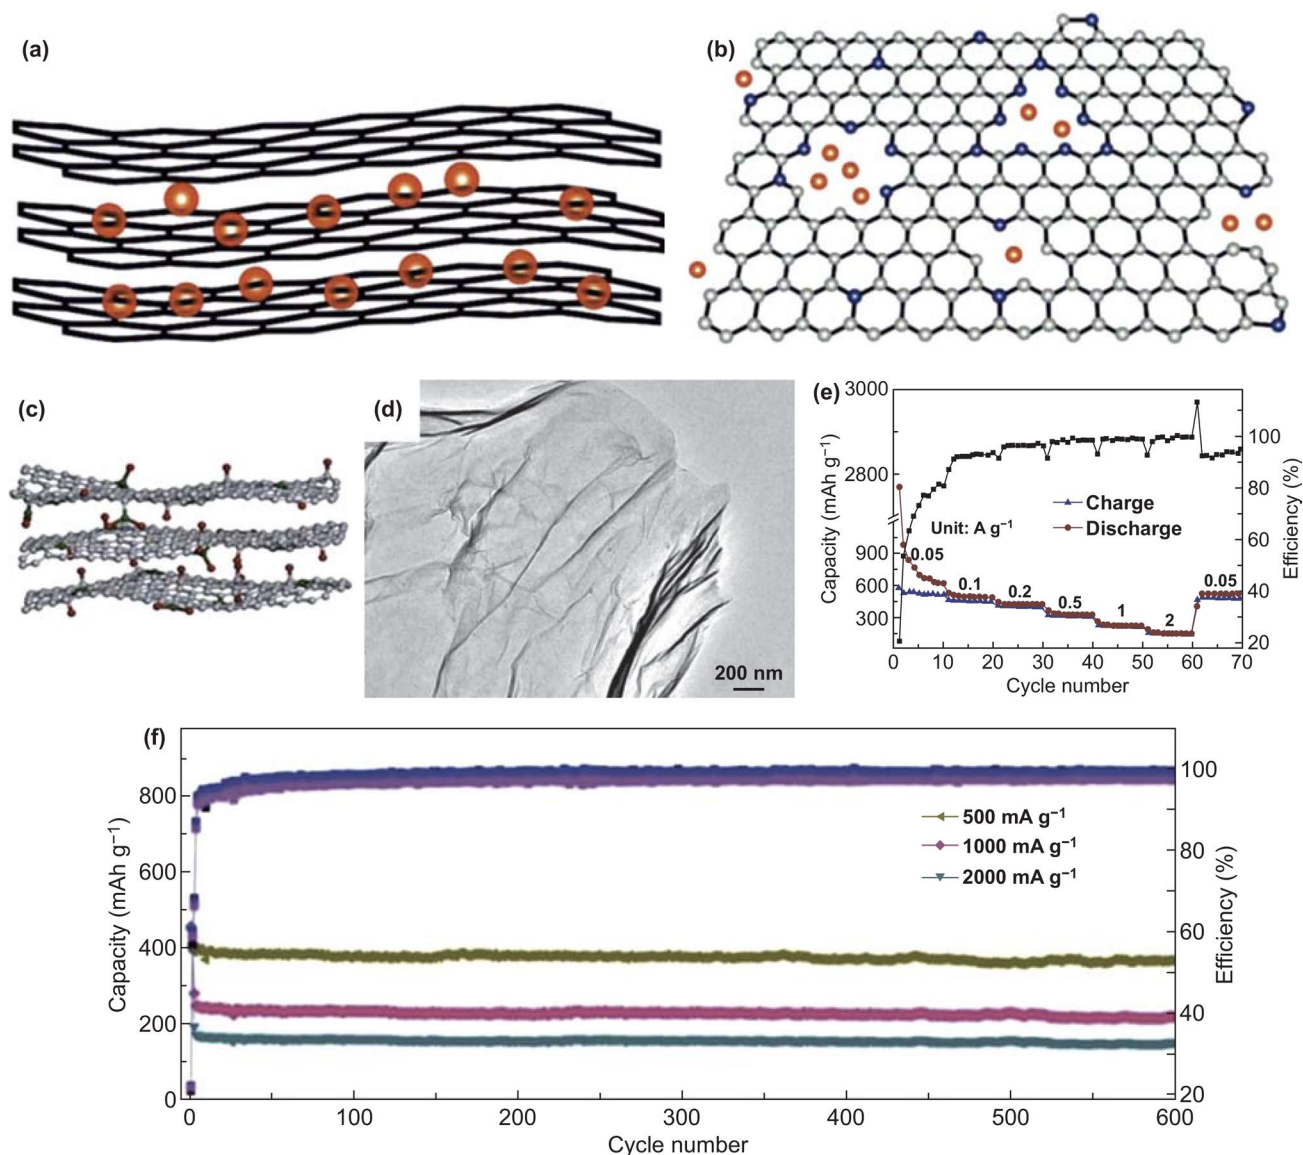 (a)
(b)
(c)
(d)
200 nm
(e)
3000
2800
900
600
300
Capacity (mAh g⁻¹)
100
80
60
40
20
Efficiency (%)
Charge
Discharge
Unit: A g⁻¹
0.05
0.1
0.2
0.5
1
2
0.05
0 10 20 30 40 50 60 70
Cycle number
(f)
800
600
400
200
0
Capacity (mAh g⁻¹)
500 mA g⁻¹
1000 mA g⁻¹
2000 mA g⁻¹
100
80
60
40
20
Efficiency (%)
0 100 200 300 400 500 600
Cycle number